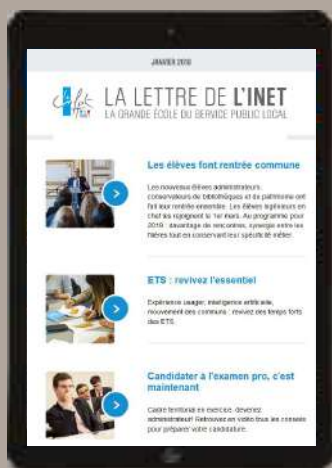 JANVIER 2019
LA LETTRE DE L'INET
LA GRANDE ÉCOLE DU SERVICE PUBLIC LOCAL
Les élèves font rentrée commune
Les nouveaux élèves administrateurs,
conservateurs de bibliothèques et de patrimoine ont
fait leur rentrée ensemble. Les élèves ingénieurs en
chef les rejoignent le 1er mars. Au programme pour
2019 : davantage de rencontres, synergie entre les
filières tout en conservant leur spécificité métier.
ETS : revivez l'essentiel
Expérience usager, intelligence artificielle,
mouvement des communs : revivez des temps forts
des ETS.
Candidater à l'examen pro, c'est
maintenant
Cadre territorial en exercice, devenez
administrateur! Retrouvez en vidéo tous les conseils
pour préparer votre candidature.